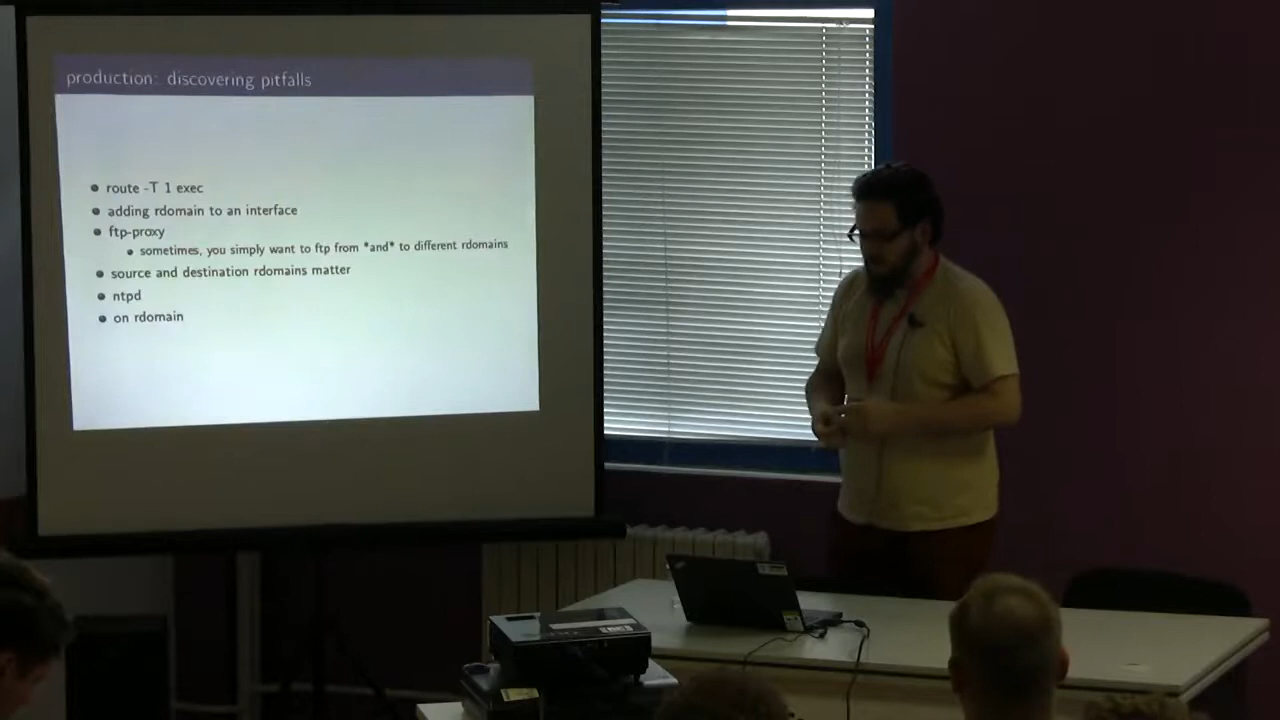 production: discovering pitfalls
route -T 1 exec
adding rdomain to an interface
ftp-proxy
sometimes, you simply want to ftp from *and* to different rdomains
source and destination rdomains matter
ntpd
on rdomain